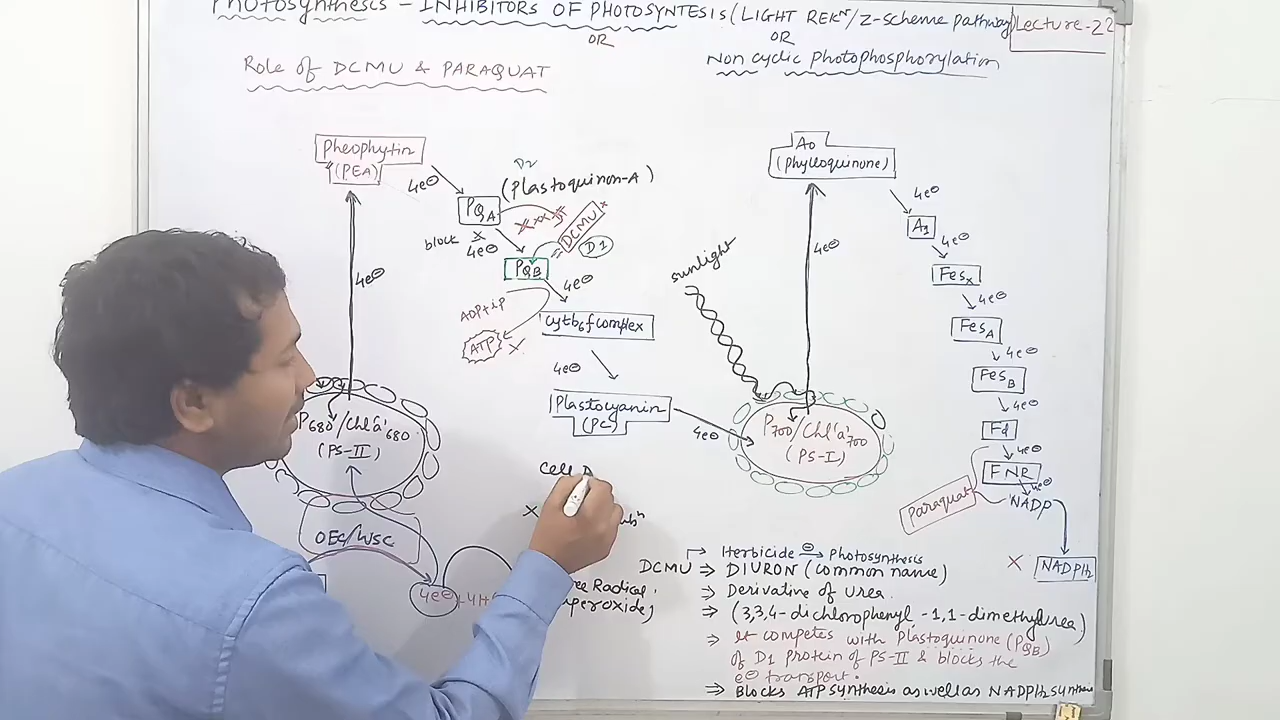 Photosynthesis - INHIBITORS OF PHOTOSYNTESIS (LIGHT REKN/Z-scheme pathway
Lecture-22
OR
OR
Non cyclic photophosphorylation
Role of DCMU & PARAQUAT
Pheophytin
(PEA)
4e⊖
D2
(Plastoquinon-A)
PQA
DCMU
D1
block
4e⊖
PQB
4e⊖
ADP+iP
ATP
Cytb6f complex
4e⊖
Plastocyanin
(PC)
4e⊖
4e⊖
P680/Chl'a'680
(PS-II)
OEC/WSC
4e⊖+4H
Cell
ree Radical
peroxide)
sunlight
A0
(phylloquinone)
4e⊖
4e⊖
A1
4e⊖
Fesx
4e⊖
FesA
4e⊖
FesB
4e⊖
Fd
4e⊖
FNR
4e⊖
NADP
Paraquat
NADPH2
P700/Chl'a'700
(PS-I)
Herbicide ⊖→ Photosynthesis
DCMU ⇒ DIURON (common name)
⇒ Derivative of Urea.
⇒ (3,3,4-dichlorophenyl-1,1-dimethylurea)
⇒ It competes with plastoquinone (PQB)
of D1 protein of PS-II & blocks the
e⊖ transport.
⇒ Blocks ATP synthesis as well as NADPH2 synthesis